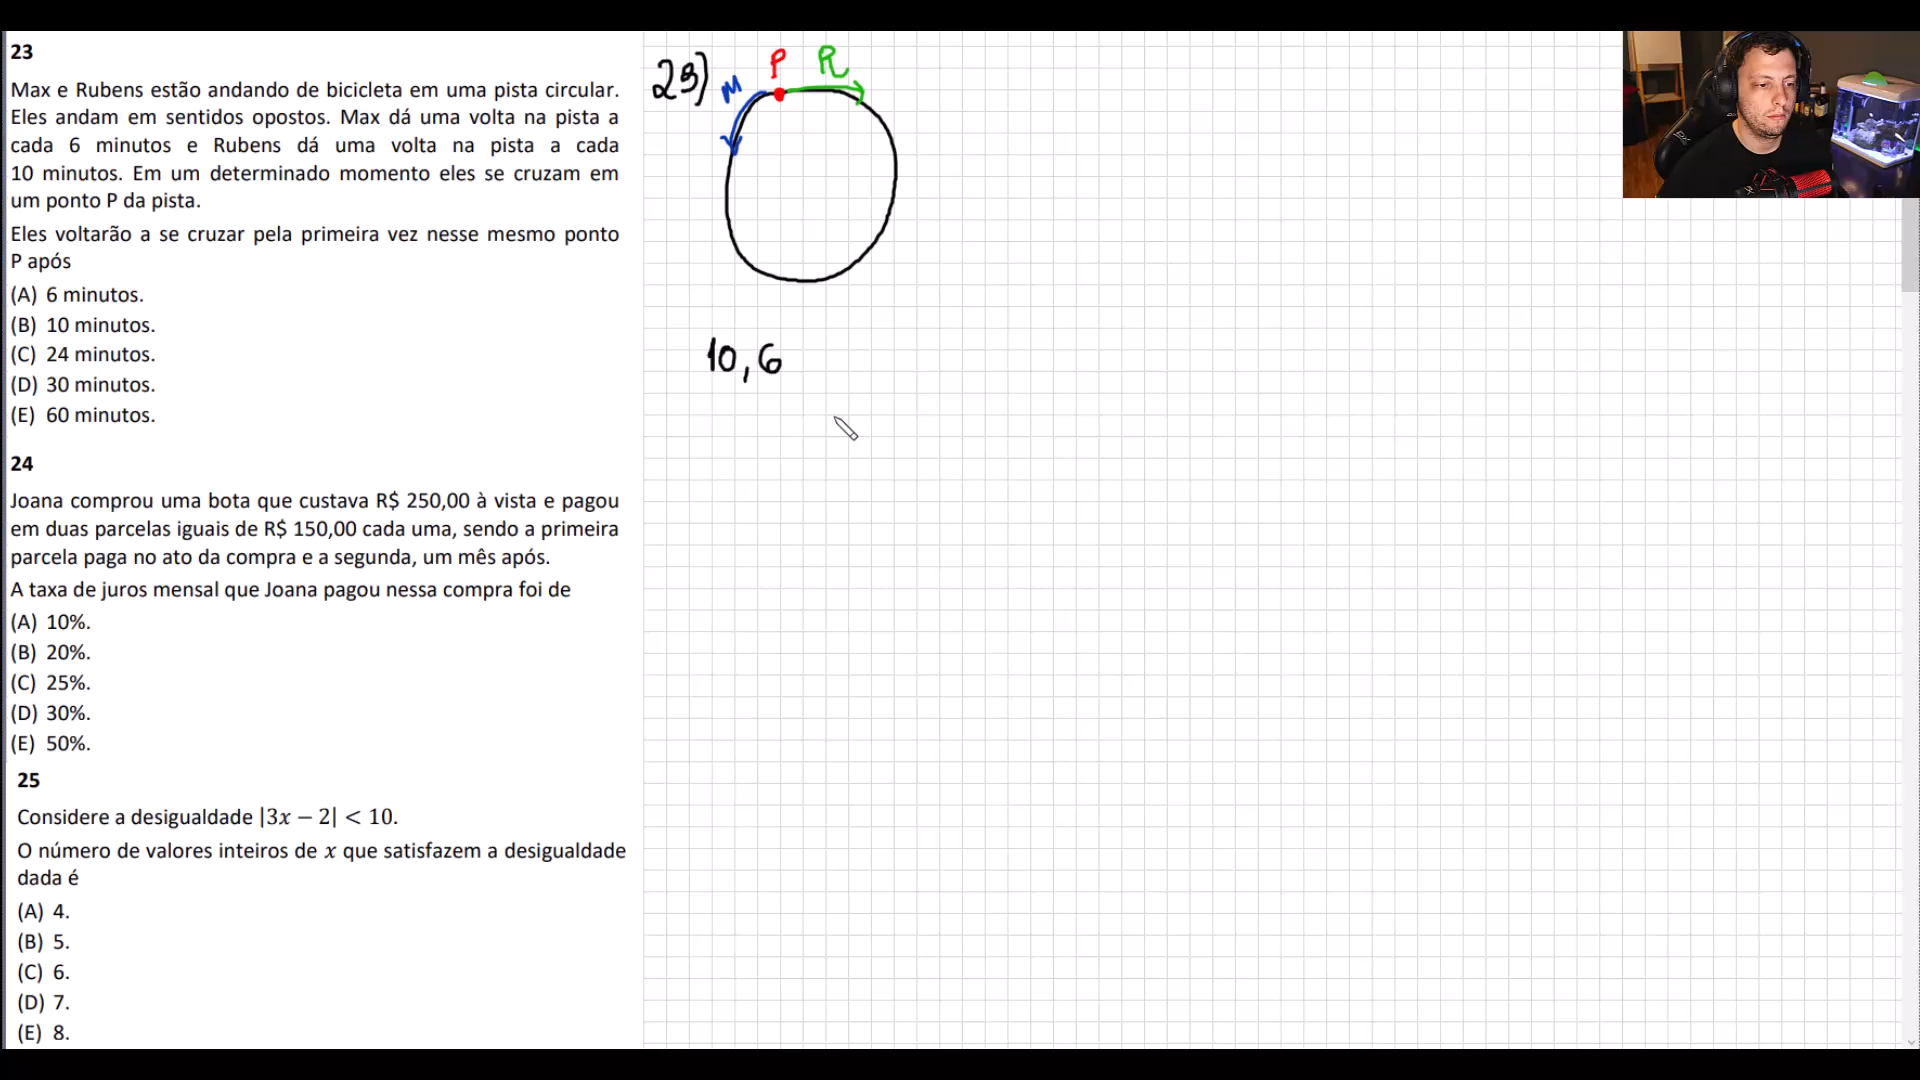 23
Max e Rubens estão andando de bicicleta em uma pista circular.
Eles andam em sentidos opostos. Max dá uma volta na pista a
cada 6 minutos e Rubens dá uma volta na pista a cada
10 minutos. Em um determinado momento eles se cruzam em
um ponto P da pista.
Eles voltarão a se cruzar pela primeira vez nesse mesmo ponto
P após
(A) 6 minutos.
(B) 10 minutos.
(C) 24 minutos.
(D) 30 minutos.
(E) 60 minutos.
24
Joana comprou uma bota que custava R$ 250,00 à vista e pagou
em duas parcelas iguais de R$ 150,00 cada uma, sendo a primeira
parcela paga no ato da compra e a segunda, um mês após.
A taxa de juros mensal que Joana pagou nessa compra foi de
(A) 10%.
(B) 20%.
(C) 25%.
(D) 30%.
(E) 50%.
25
Considere a desigualdade |3x − 2| < 10.
O número de valores inteiros de x que satisfazem a desigualdade
dada é
(A) 4.
(B) 5.
(C) 6.
(D) 7.
(E) 8.
23)
M P R
10, 6